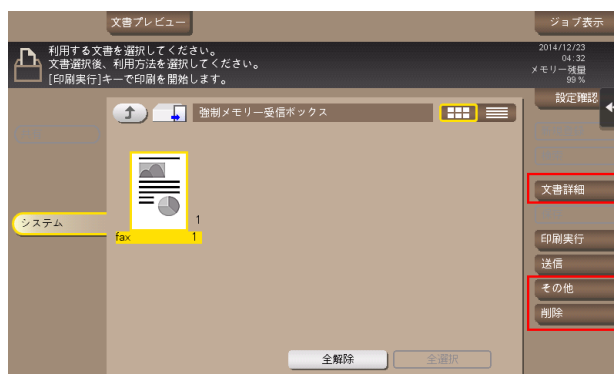 文書プレビュー
ジョブ表示
利用する文書を選択してください。
文書選択後、利用方法を選択してください。
[印刷実行]キーで印刷を開始します。
2014/12/23
04:32
メモリー残量
99 %
設定確認
強制メモリー受信ボックス
文書詳細
システム
1
fax 1
印刷実行
送信
その他
削除
全解除
全選択